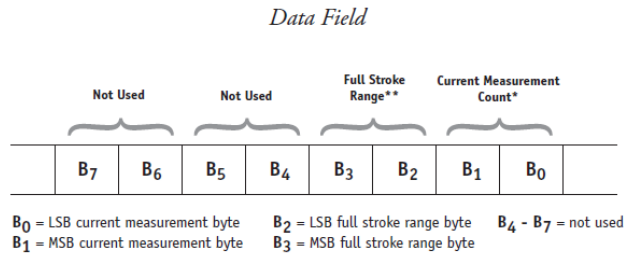 Data Field
Not Used
Not Used
Full Stroke
Range**
Current Measurement
Count*
B7 B6 B5 B4 B3 B2 B1 B0
B0 = LSB current measurement byte
B1 = MSB current measurement byte
B2 = LSB full stroke range byte
B3 = MSB full stroke range byte
B4 - B7 = not used